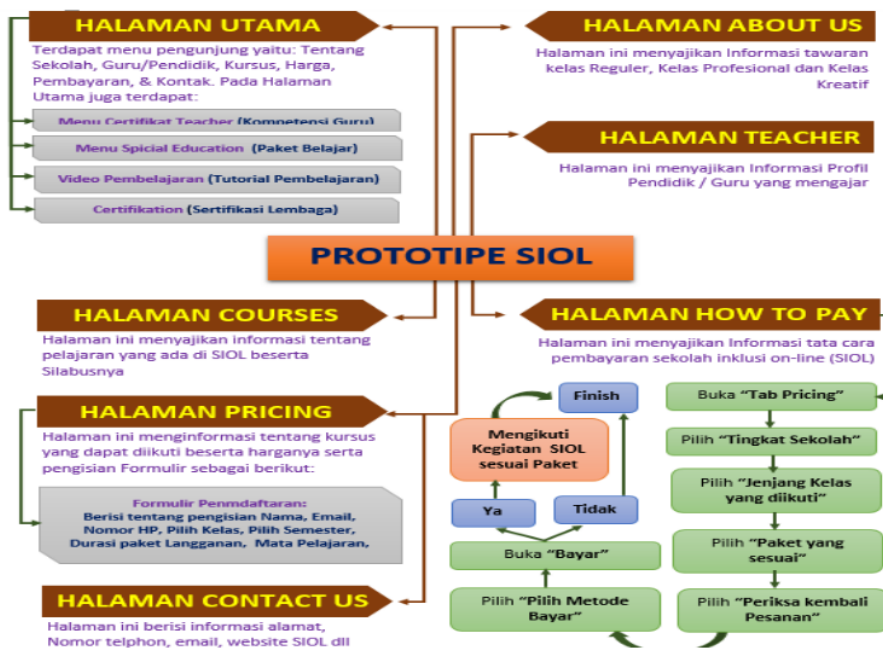 HALAMAN UTAMA
Terdapat menu pengunjung yaitu: Tentang
Sekolah, Guru/Pendidik, Kursus, Harga,
Pembayaran, & Kontak. Pada Halaman
Utama juga terdapat:
Menu Certifikat Teacher (Kompetensi Guru)
Menu Spicial Education (Paket Belajar)
Video Pembelajaran (Tutorial Pembelajaran)
Certifikation (Sertifikasi Lembaga)
HALAMAN ABOUT US
Halaman ini menyajikan Informasi tawaran
kelas Reguler, Kelas Profesional dan Kelas
Kreatif
HALAMAN TEACHER
Halaman ini menyajikan Informasi Profil
Pendidik / Guru yang mengajar
PROTOTIPE SIOL
HALAMAN COURSES
Halaman ini menyajikan informasi tentang
pelajaran yang ada di SIOL beserta
Silabusnya
HALAMAN PRICING
Halaman ini menginformasi tentang kursus
yang dapat diikuti beserta harganya serta
pengisian Formulir sebagai berikut:
Formulir Penmdaftaran:
Berisi tentang pengisian Nama, Email,
Nomor HP, Pilih Kelas, Pilih Semester,
Durasi paket Langganan, Mata Pelajaran,
HALAMAN CONTACT US
Halaman ini berisi informasi alamat,
Nomor telphon, email, website SIOL dll
HALAMAN HOW TO PAY
Halaman ini menyajikan Informasi tata cara
pembayaran sekolah inklusi on-line (SIOL)
Buka “Tab Pricing”
Pilih “Tingkat Sekolah”
Pilih “Jenjang Kelas
yang diikuti”
Pilih “Paket yang
sesuai”
Pilih “Periksa kembali
Pesanan”
Pilih “Pilih Metode
Bayar”
Buka “Bayar”
Ya
Tidak
Mengikuti
Kegiatan SIOL
sesuai Paket
Finish